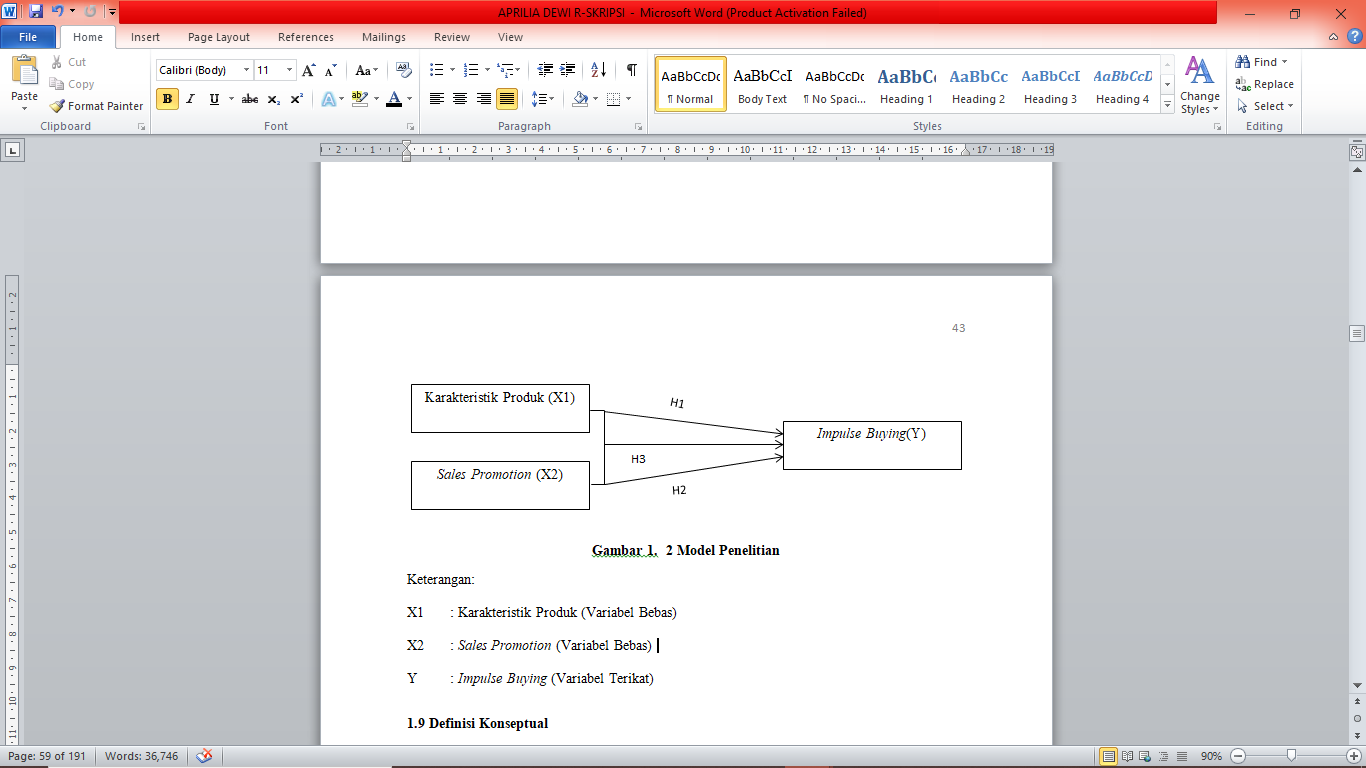 APRILIA DEWI R-SKRIPSI - Microsoft Word (Product Activation Failed)
File Home Insert Page Layout References Mailings Review View
Paste Cut Copy Format Painter Clipboard
Calibri (Body) 11 Font
Paragraph
AaBbCcDc ¶ Normal
AaBbCcI Body Text
AaBbCcDc ¶ No Spaci...
AaBbC Heading 1
AaBbCc Heading 2
AaBbCcI Heading 3
AaBbCcD Heading 4
Change Styles
Styles
Find
Replace
Select
Editing
43
Karakteristik Produk (X1)
H1
Impulse Buying(Y)
H3
Sales Promotion (X2)
H2
Gambar 1. 2 Model Penelitian
Keterangan:
X1 : Karakteristik Produk (Variabel Bebas)
X2 : Sales Promotion (Variabel Bebas)
Y : Impulse Buying (Variabel Terikat)
1.9 Definisi Konseptual
Page: 59 of 191 Words: 36,746 90%